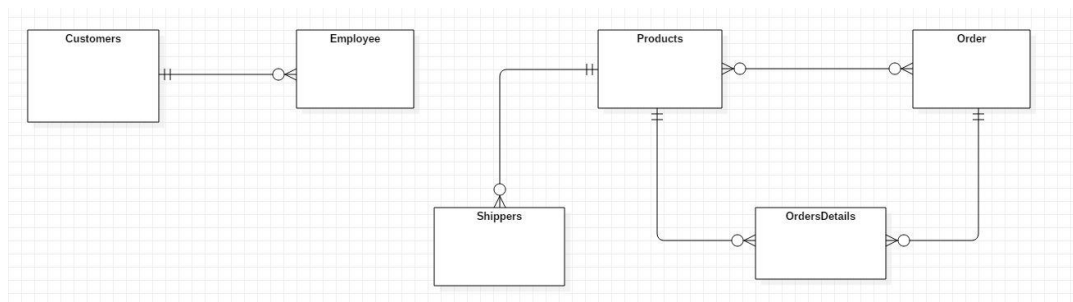 Customers
Employee
Products
Order
Shippers
OrdersDetails